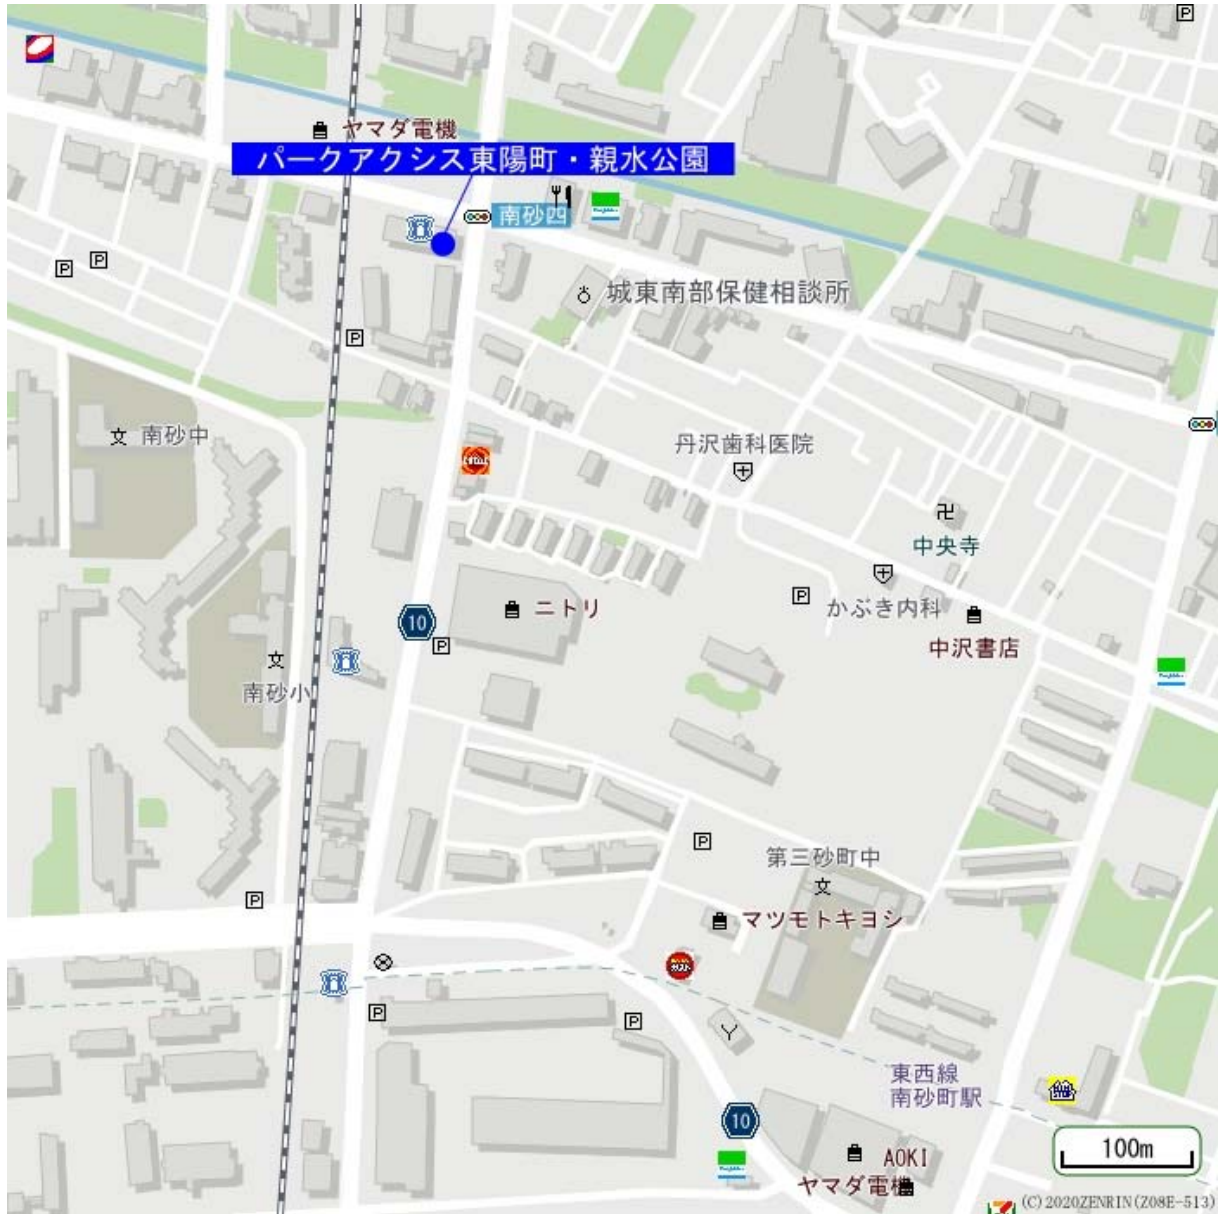 P
ヤマダ電機
パークアクシス東陽町・親水公園
南砂四
P
P
城東南部保健相談所
P
南砂中
丹沢歯科医院
中央寺
P
かぶき内科
ニトリ
10
P
中沢書店
南砂小
P
第三砂町中
P
マツモトキヨシ
P
P
東西線
南砂町駅
10
100m
AOKI
ヤマダ電機
(C)2020ZENRIN(Z08E-513)